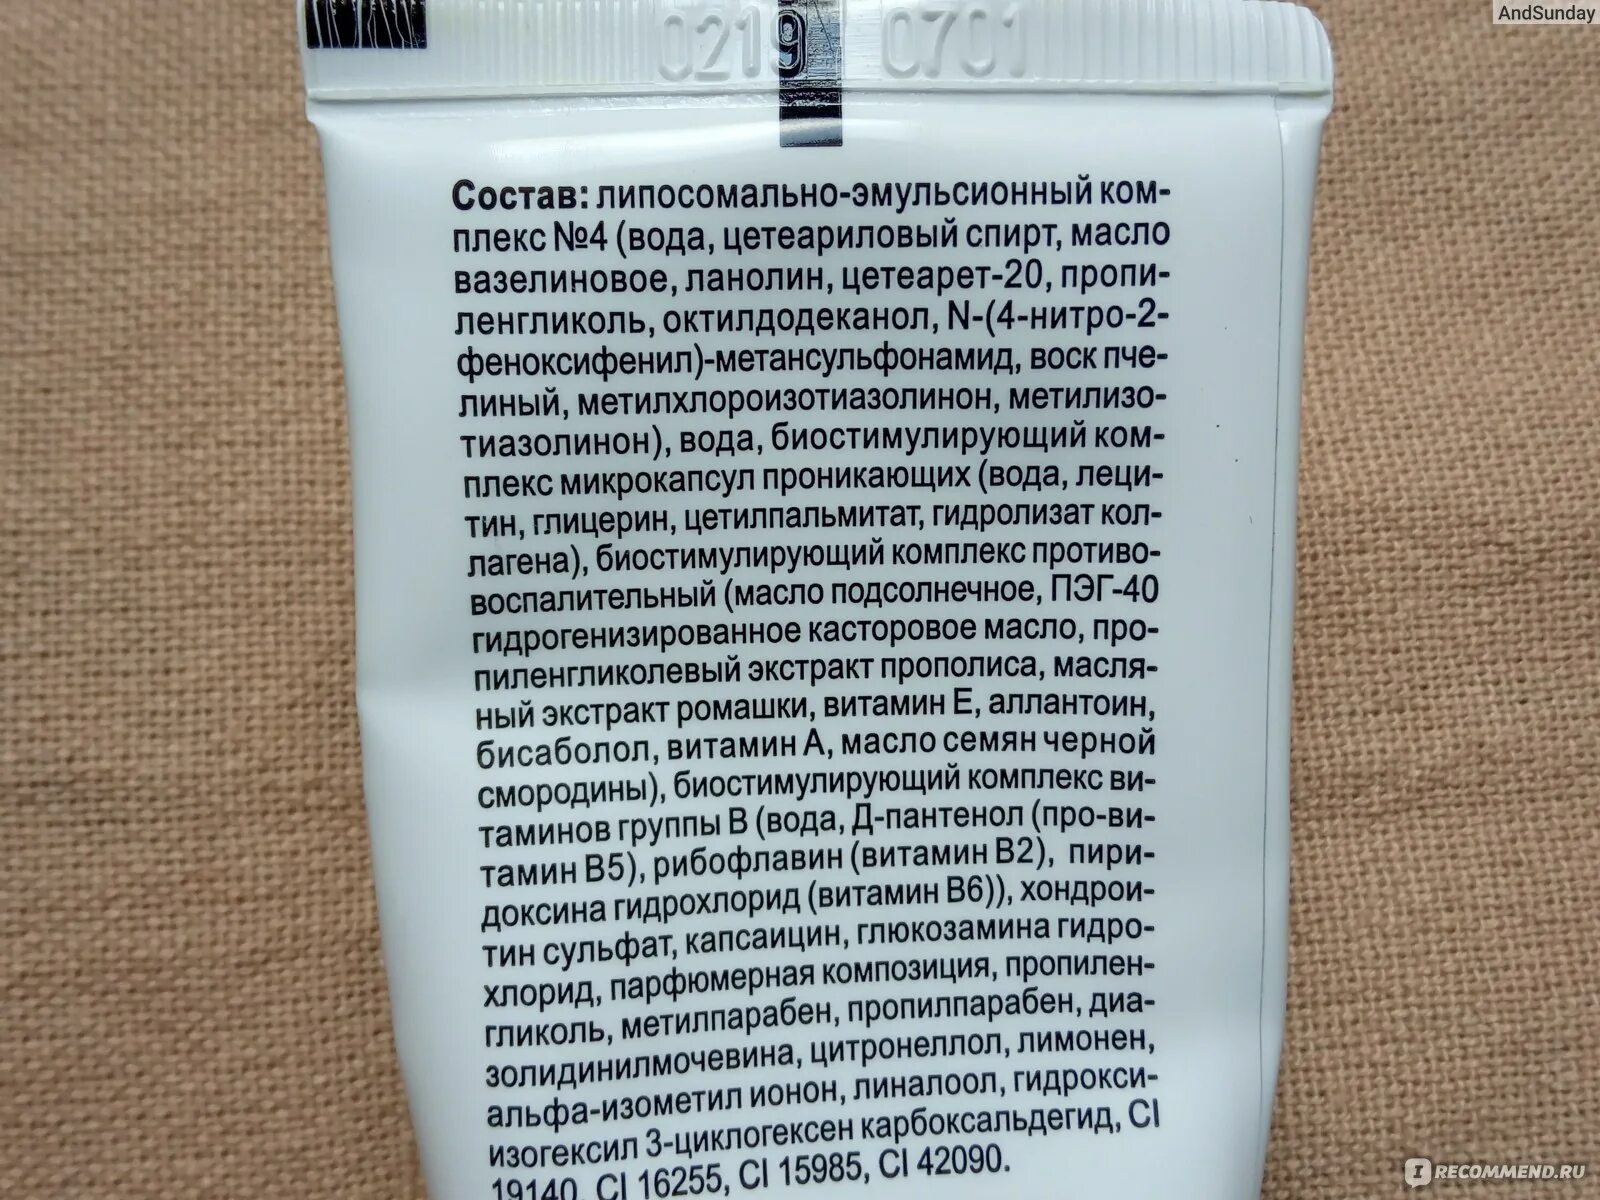 AndSunday
0219 0701
Состав: липосомально-эмульсионный ком-
плекс №4 (вода, цетеариловый спирт, масло
вазелиновое, ланолин, цетеарет-20, пропи-
ленгликоль, октилдодеканол, N-(4-нитро-2-
феноксифенил)-метансульфонамид, воск пче-
линый, метилхлороизотиазолинон, метилизо-
тиазолинон), вода, биостимулирующий ком-
плекс микрокапсул проникающих (вода, леци-
тин, глицерин, цетилпальмитат, гидролизат кол-
лагена), биостимулирующий комплекс противо-
воспалительный (масло подсолнечное, ПЭГ-40
гидрогенизированное касторовое масло, про-
пиленгликолевый экстракт прополиса, масля-
ный экстракт ромашки, витамин Е, аллантоин,
бисаболол, витамин А, масло семян черной
смородины), биостимулирующий комплекс ви-
таминов группы В (вода, Д-пантенол (про-ви-
тамин В5), рибофлавин (витамин В2), пири-
доксина гидрохлорид (витамин В6)), хондрои-
тин сульфат, капсаицин, глюкозамина гидро-
хлорид, парфюмерная композиция, пропилен-
гликоль, метилпарабен, пропилпарабен, диа-
золидинилмочевина, цитронеллол, лимонен,
альфа-изометил ионон, линалоол, гидрокси-
изогексил 3-циклогексен карбоксальдегид, CI
19140, CI 16255, CI 15985, CI 42090.
IRECOMMEND.RU